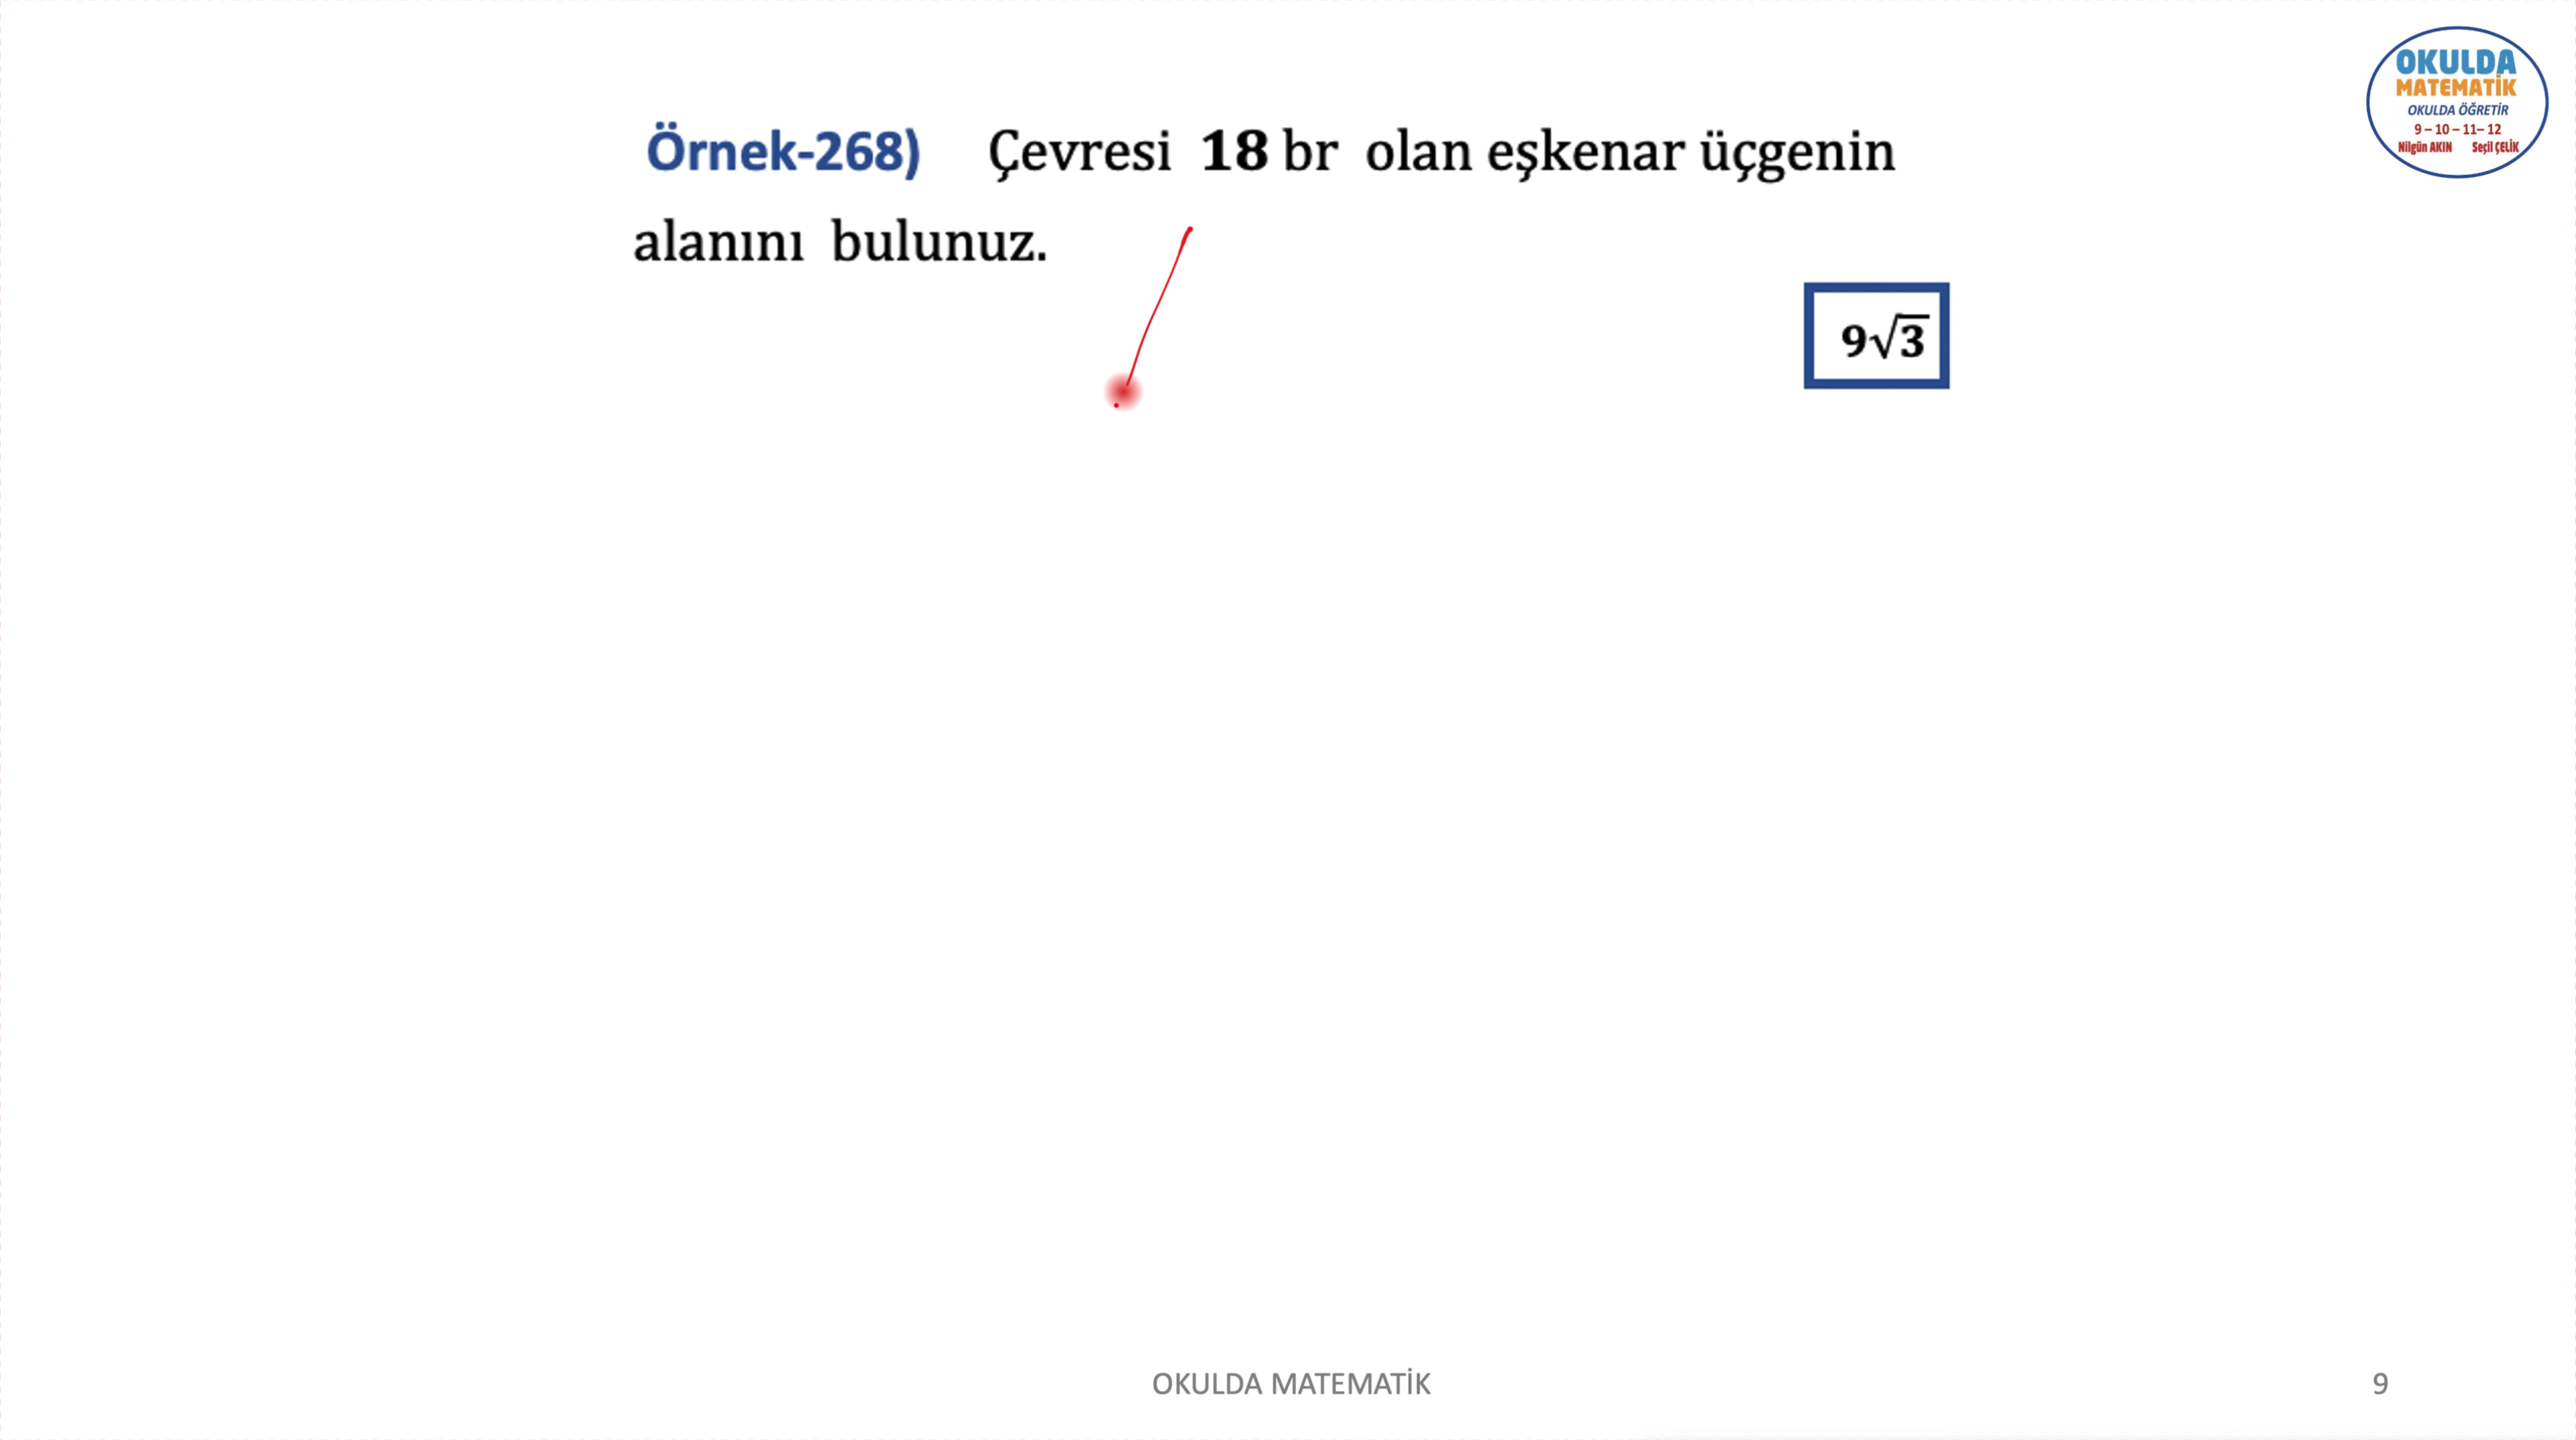 OKULDA
MATEMATİK
OKULDA ÖĞRETİR
9 – 10 – 11– 12
Nilgün AKIN Seçil ÇELİK
Örnek-268) Çevresi 18 br olan eşkenar üçgenin
alanını bulunuz.
9√3
OKULDA MATEMATİK
9